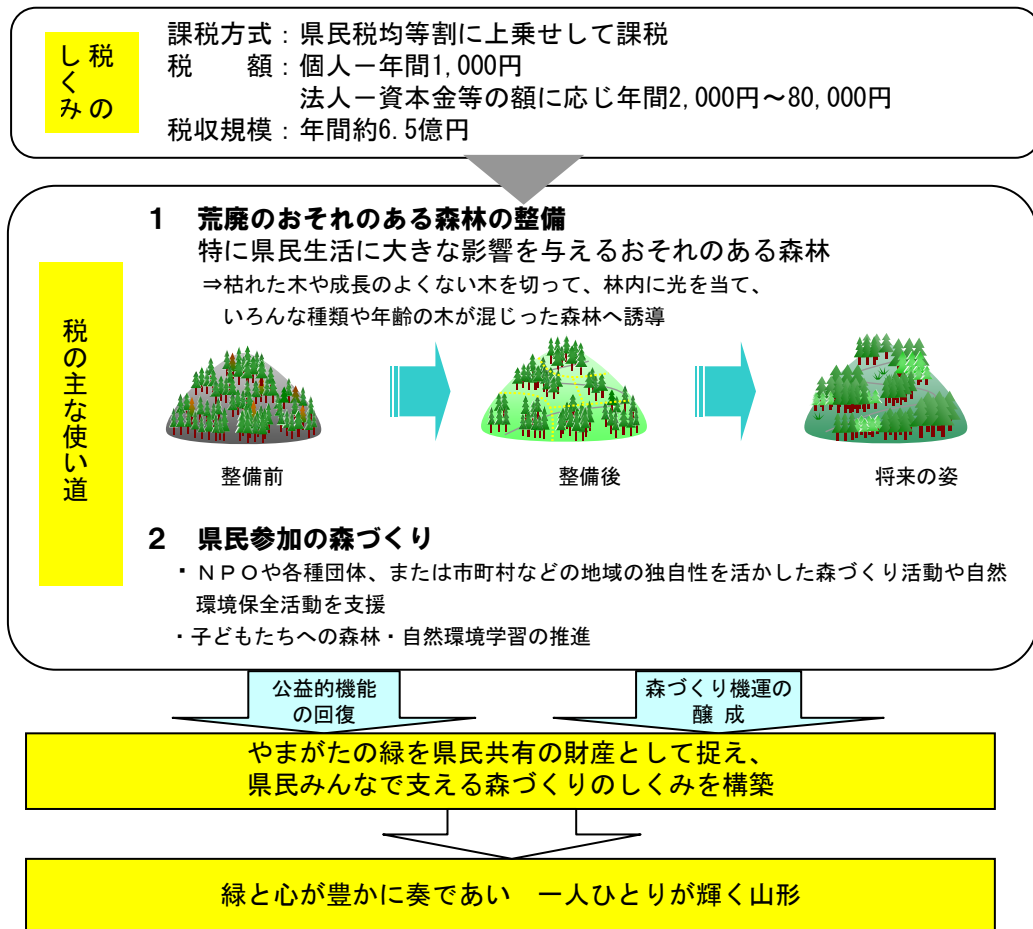 税の
しくみ
課税方式：県民税均等割に上乗せして課税
税　　額：個人－年間1,000円
法人－資本金等の額に応じ年間2,000円～80,000円
税収規模：年間約6.5億円
税の主な使い道
１　荒廃のおそれのある森林の整備
特に県民生活に大きな影響を与えるおそれのある森林
⇒枯れた木や成長のよくない木を切って、林内に光を当て、
いろんな種類や年齢の木が混じった森林へ誘導
整備前
整備後
将来の姿
２　県民参加の森づくり
・ＮＰＯや各種団体、または市町村などの地域の独自性を活かした森づくり活動や自然
環境保全活動を支援
・子どもたちへの森林・自然環境学習の推進
公益的機能
の回復
森づくり機運の
醸 成
やまがたの緑を県民共有の財産として捉え、
県民みんなで支える森づくりのしくみを構築
緑と心が豊かに奏であい　一人ひとりが輝く山形